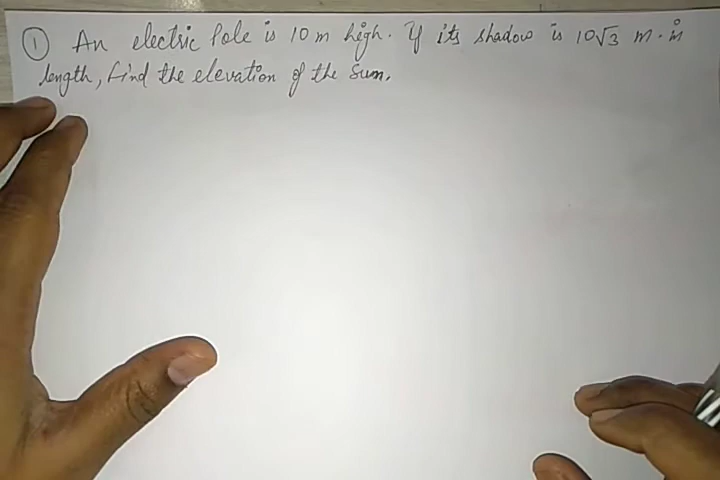 ① An electric Pole is 10 m high. If its shadow is 10√3 m. in
length, find the elevation of the Sun.